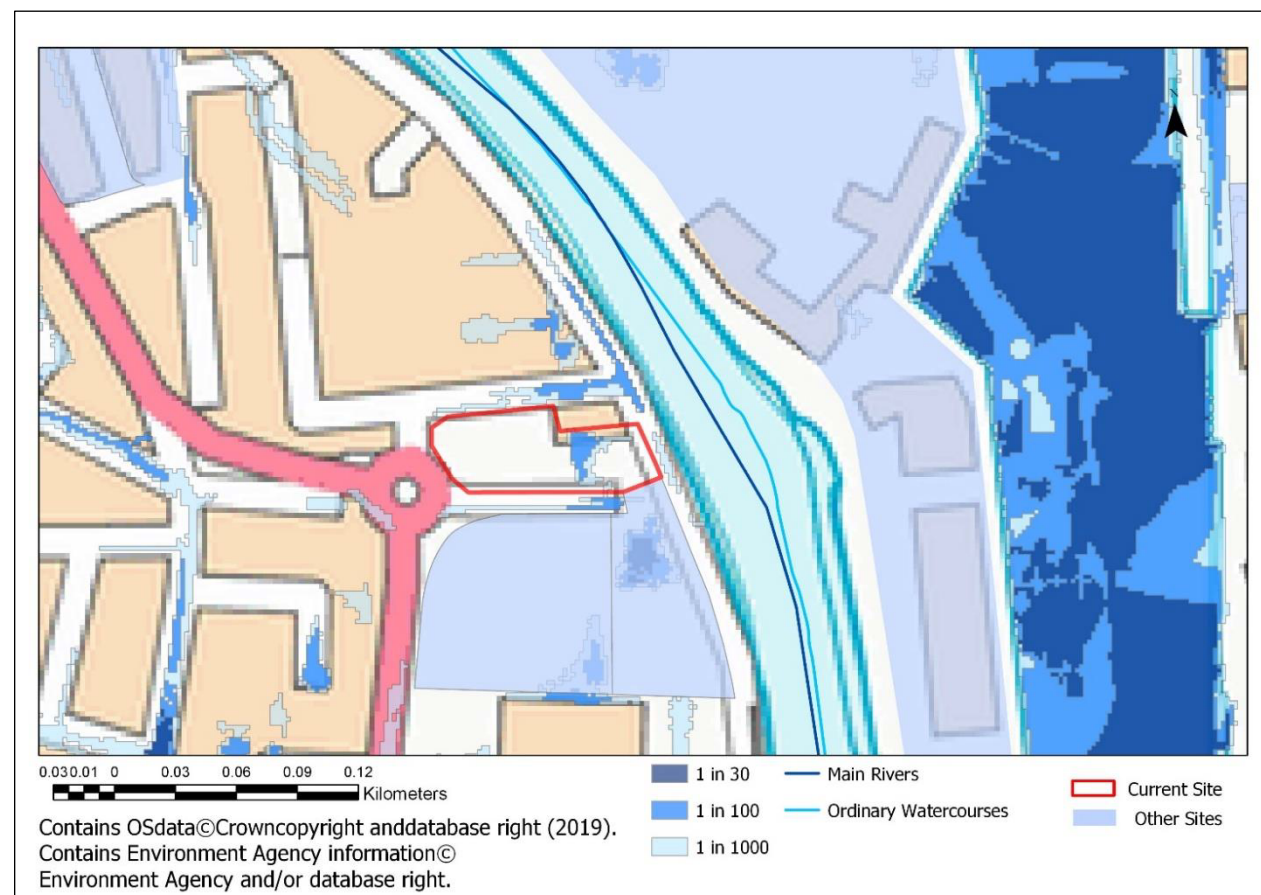 0.03 0.01 0 0.03 0.06 0.09 0.12
Kilometers
Contains OSdata©Crowncopyright anddatabase right (2019).
Contains Environment Agency information©
Environment Agency and/or database right.
1 in 30
1 in 100
1 in 1000
Main Rivers
Ordinary Watercourses
Current Site
Other Sites